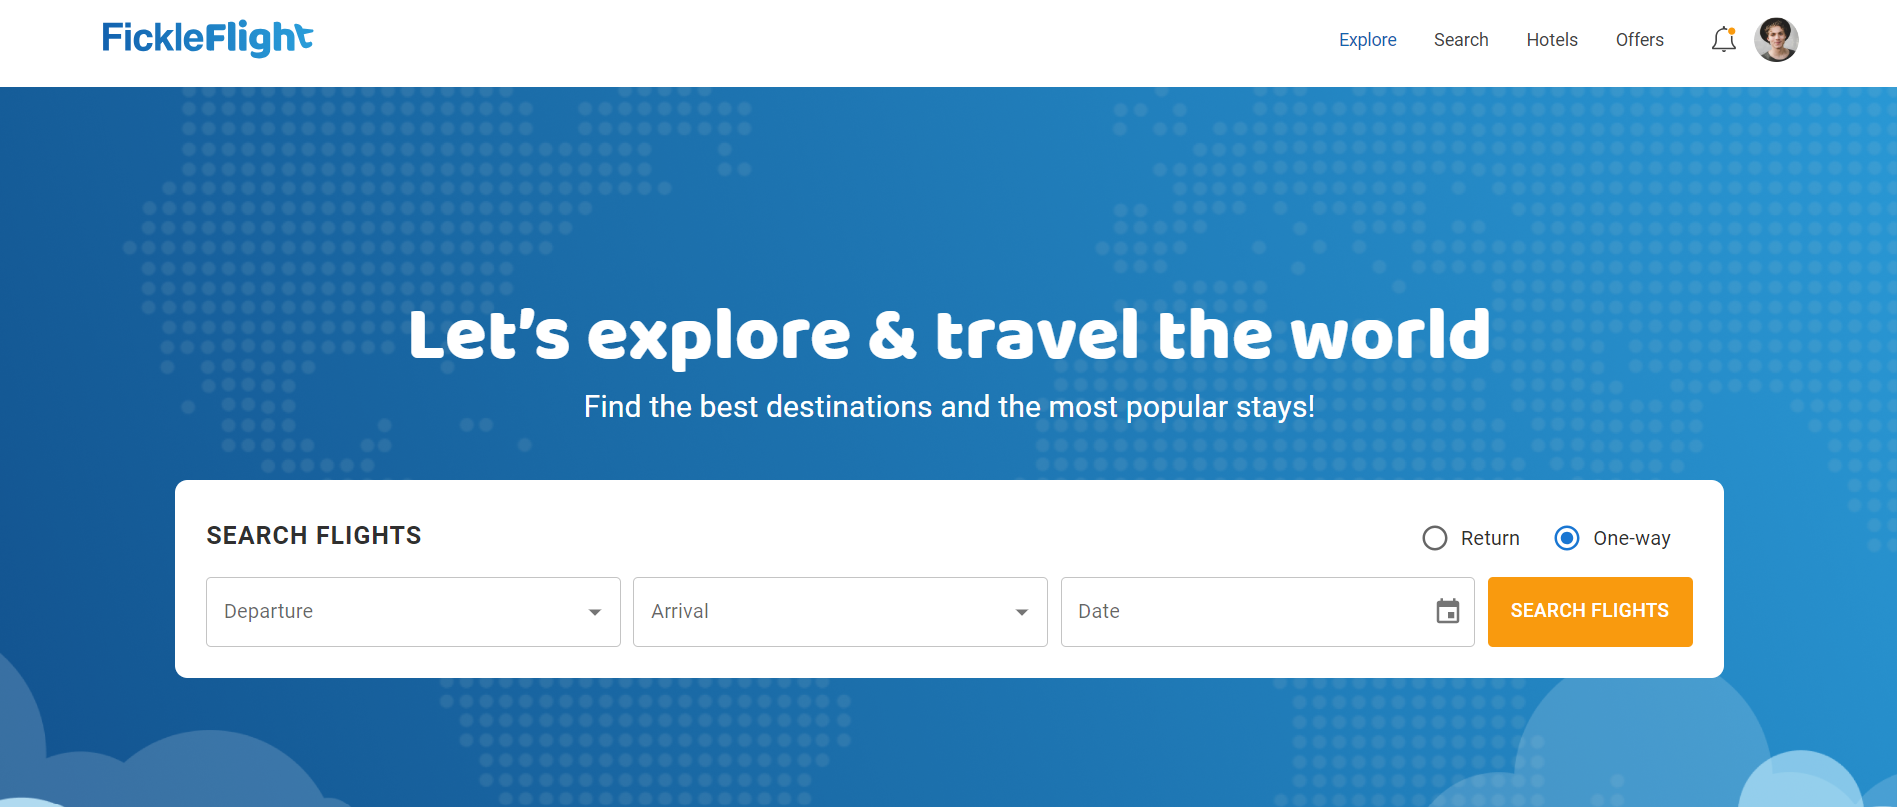 FickleFlight
Explore Search Hotels Offers
Let's explore & travel the world
Find the best destinations and the most popular stays!
SEARCH FLIGHTS
Return One-way
Departure Arrival Date SEARCH FLIGHTS